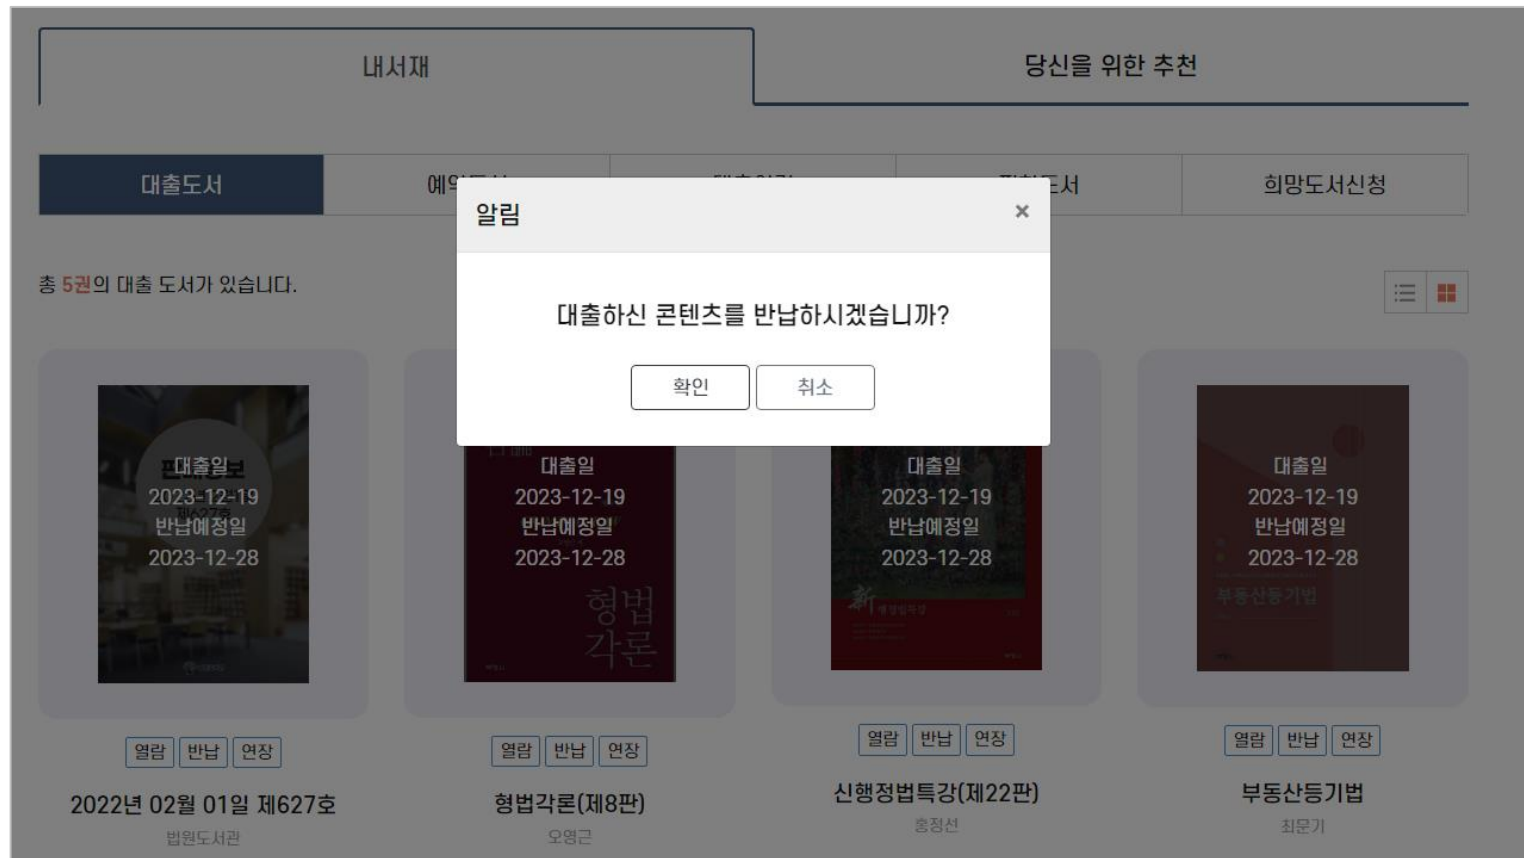 내서재
당신을 위한 추천
대출도서
희망도서신청
알림
×
총 5권의 대출 도서가 있습니다.
대출하신 콘텐츠를 반납하시겠습니까?
확인
취소
대출일
2023-12-19
반납예정일
2023-12-28
대출일
2023-12-19
반납예정일
2023-12-28
형법
각론
대출일
2023-12-19
반납예정일
2023-12-28
新 행정법특강
대출일
2023-12-19
반납예정일
2023-12-28
부동산등기법
열람 반납 연장
2022년 02월 01일 제627호
법원도서관
열람 반납 연장
형법각론(제8판)
오영근
열람 반납 연장
신행정법특강(제22판)
홍정선
열람 반납 연장
부동산등기법
최문기